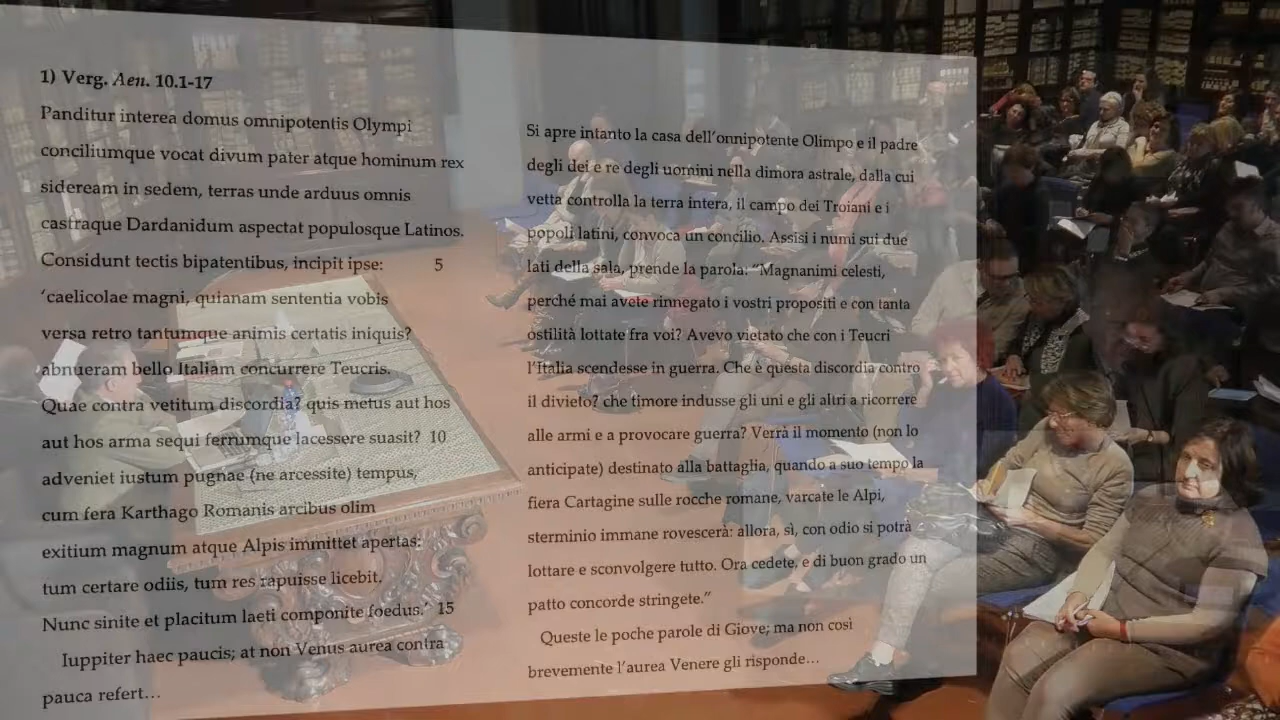 1) Verg. Aen. 10.1-17
Panditur interea domus omnipotentis Olympi
conciliumque vocat divum pater atque hominum rex
sideream in sedem, terras unde arduus omnis
castraque Dardanidum aspectat populosque Latinos.
Considunt tectis bipatentibus, incipit ipse: 5
‘caelicolae magni, quianam sententia vobis
versa retro tantumque animis certatis iniquis?
abnueram bello Italiam concurrere Teucris.
Quae contra vetitum discordia? quis metus aut hos
aut hos arma sequi ferrumque lacessere suasit? 10
adveniet iustum pugnae (ne arcessite) tempus,
cum fera Karthago Romanis arcibus olim
exitium magnum atque Alpis immittet apertas:
tum certare odiis, tum res rapuisse licebit.
Nunc sinite et placitum laeti componite foedus.’ 15
Iuppiter haec paucis; at non Venus aurea contra
pauca refert…
Si apre intanto la casa dell’onnipotente Olimpo e il padre
degli dei e re degli uomini nella dimora astrale, dalla cui
vetta controlla la terra intera, il campo dei Troiani e i
popoli latini, convoca un concilio. Assisi i numi sui due
lati della sala, prende la parola: “Magnanimi celesti,
perché mai avete rinnegato i vostri propositi e con tanta
ostilità lottate fra voi? Avevo vietato che con i Teucri
l’Italia scendesse in guerra. Che è questa discordia contro
il divieto? che timore indusse gli uni e gli altri a ricorrere
alle armi e a provocare guerra? Verrà il momento (non lo
anticipate) destinato alla battaglia, quando a suo tempo la
fiera Cartagine sulle rocche romane, varcate le Alpi,
sterminio immane rovescerà: allora, sì, con odio si potrà
lottare e sconvolgere tutto. Ora cedete, e di buon grado un
patto concorde stringete.”
Queste le poche parole di Giove; ma non così
brevemente l’aurea Venere gli risponde…